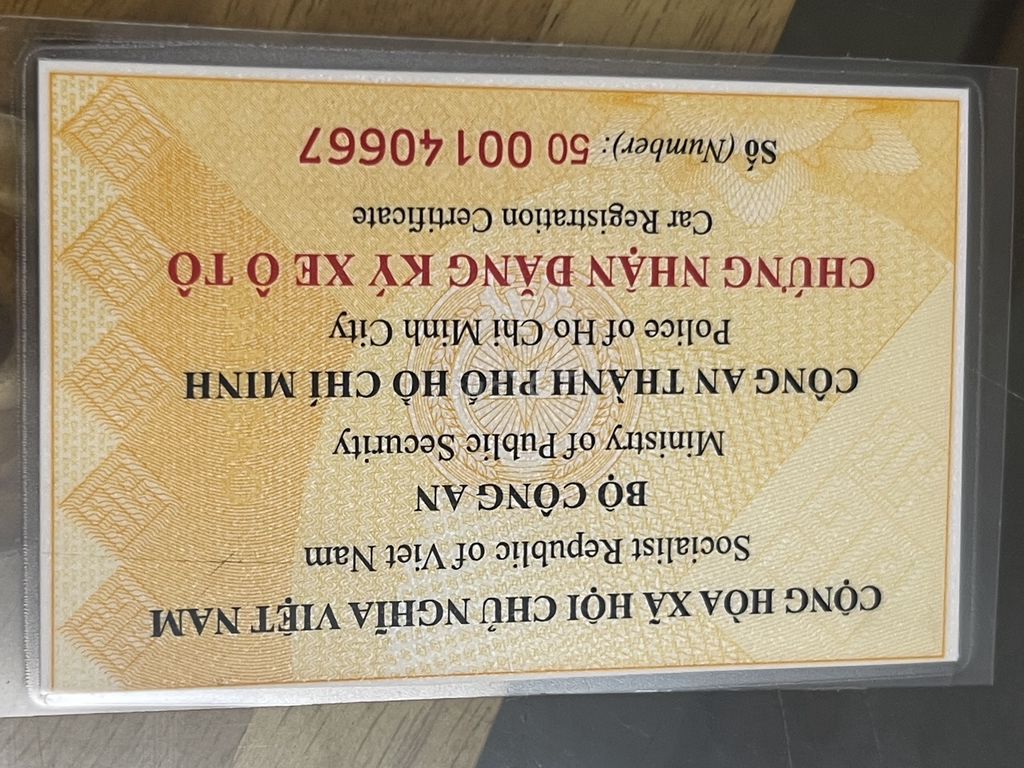 CỘNG HÒA XÃ HỘI CHỦ NGHĨA VIỆT NAM
Socialist Republic of Viet Nam
BỘ CÔNG AN
Ministry of Public Security
CÔNG AN THÀNH PHỐ HỒ CHÍ MINH
Police of Ho Chi Minh City
CHỨNG NHẬN ĐĂNG KÝ XE Ô TÔ
Car Registration Certificate
Số (Number): 50 00140667